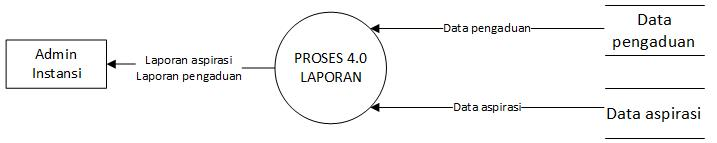 Admin
Instansi
Laporan aspirasi
Laporan pengaduan
PROSES 4.0
LAPORAN
Data pengaduan
Data aspirasi
Data
pengaduan
Data aspirasi